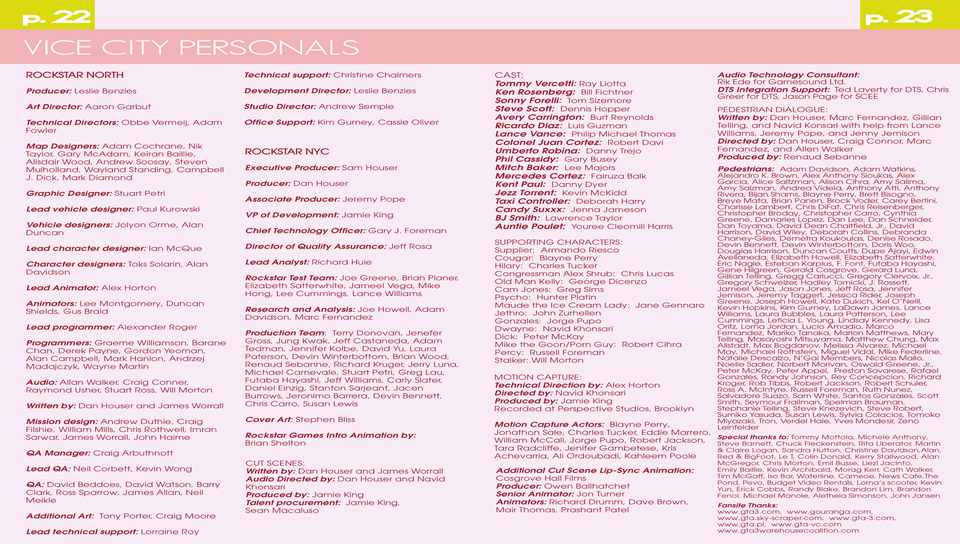 p. 22
p. 23
VICE CITY PERSONALS
ROCKSTAR NORTH
Producer: Leslie Benzies
Art Director: Aaron Garbut
Technical Directors: Obbe Vermeij, Adam
Fowler
Map Designers: Adam Cochrane, Nik
Taylor, Gary McAdam, Keiran Baillie,
Alisdair Wood, Andrew Soosay, Steven
Mulholland, Wayland Standing, Campbell
J. Dick, Mark Diamond
Graphic Designer: Stuart Petri
Lead vehicle designer: Paul Kurowski
Vehicle designers: Jolyon Orme, Alan
Duncan
Lead character designer: Ian McQue
Character designers: Toks Solarin, Alan
Davidson
Lead Animator: Alex Horton
Animators: Lee Montgomery, Duncan
Shields, Gus Braid
Lead programmer: Alexander Roger
Programmers: Graeme Williamson, Barane
Chan, Derek Payne, Gordon Yeoman,
Alan Campbell, Mark Hanlon, Andrzej
Madajczyk, Wayne Martin
Audio: Allan Walker, Craig Conner,
Raymond Usher, Stuart Ross, Will Morton
Written by: Dan Houser and James Worrall
Mission design: Andrew Duthie, Craig
Filshie, William Mills, Chris Rothwell, Imran
Sarwar, James Worrall, John Haime
QA Manager: Craig Arbuthnott
Lead QA: Neil Corbett, Kevin Wong
QA: David Beddoes, David Watson, Barry
Clark, Ross Sparrow, James Allan, Neil
Meikle
Additional Art: Tony Porter, Craig Moore
Lead technical support: Lorraine Roy
Technical support: Christine Chalmers
Development Director: Leslie Benzies
Studio Director: Andrew Semple
Office Support: Kim Gurney, Cassie Oliver
ROCKSTAR NYC
Executive Producer: Sam Houser
Producer: Dan Houser
Associate Producer: Jeremy Pope
VP of Development: Jamie King
Chief Technology Officer: Gary J. Foreman
Director of Quality Assurance: Jeff Rosa
Lead Analyst: Richard Huie
Rockstar Test Team: Joe Greene, Brian Planer,
Elizabeth Satterwhite, Jameel Vega, Mike
Hong, Lee Cummings, Lance Williams
Research and Analysis: Joe Howell, Adam
Davidson, Marc Fernandez
Production Team: Terry Donovan, Jenefer
Gross, Jung Kwak, Jeff Castaneda, Adam
Tedman, Jennifer Kolbe, David Yu, Laura
Paterson, Devin Winterbottom, Brian Wood,
Renaud Sebanne, Richard Kruger, Jerry Luna,
Michael Carnevale, Stuart Petri, Greg Lau,
Futaba Hayashi, Jeff Williams, Carly Slater,
Daniel Einzig, Stanton Sarjeant, Jacen
Burrows, Jeronimo Barrera, Devin Bennett,
Chris Carro, Susan Lewis
Cover Art: Stephen Bliss
Rockstar Games Intro Animation by:
Brian Shelton
CUT SCENES:
Written by: Dan Houser and James Worrall
Audio Directed by: Dan Houser and Navid
Khonsari
Produced by: Jamie King
Talent procurement: Jamie King,
Sean Macaluso
CAST:
Tommy Vercetti: Ray Liotta
Ken Rosenberg: Bill Fichtner
Sonny Forelli: Tom Sizemore
Steve Scott: Dennis Hopper
Avery Carrington: Burt Reynolds
Ricardo Diaz: Luis Guzman
Lance Vance: Philip Michael Thomas
Colonel Juan Cortez: Robert Davi
Umberto Robina: Danny Trejo
Phil Cassidy: Gary Busey
Mitch Baker: Lee Majors
Mercedes Cortez: Fairuza Balk
Kent Paul: Danny Dyer
Jezz Torrent: Kevin McKidd
Taxi Controller: Deborah Harry
Candy Suxxx: Jenna Jameson
BJ Smith: Lawrence Taylor
Auntie Poulet: Youree Cleomili Harris
SUPPORTING CHARACTERS:
Supplier: Armando Riesco
Cougar: Blayne Perry
Hilary: Charles Tucker
Congressman Alex Shrub: Chris Lucas
Old Man Kelly: George Dicenzo
Cam Jones: Greg Sims
Psycho: Hunter Platin
Maude the Ice Cream Lady: Jane Gennaro
Jethro: John Zurhellen
Gonzales: Jorge Pupo
Dwayne: Navid Khonsari
Dick: Peter McKay
Mike the Goon/Porn Guy: Robert Cihra
Percy: Russell Foreman
Stalker: Will Morton
MOTION CAPTURE:
Technical Direction by: Alex Horton
Directed by: Navid Khonsari
Produced by: Jamie King
Recorded at Perspective Studios, Brooklyn
Motion Capture Actors: Blayne Perry,
Jonathan Sale, Charles Tucker, Eddie Marrero,
William McCall, Jorge Pupo, Robert Jackson,
Tara Radcliffe, Jenifer Gambetese, Kris
Acheverria, Ali Ordoubadi, Kahleem Poole
Additional Cut Scene Lip-Sync Animation:
Cosgrove Hall Films
Producer: Owen Ballhatchet
Senior Animator: Jon Turner
Animators: Richard Drumm, Dave Brown,
Mair Thomas, Prashant Patel
Audio Technology Consultant:
Rik Ede for Gamesound Ltd.
DTS Integration Support: Ted Laverty for DTS, Chris
Greer for DTS, Jason Page for SCEE
PEDESTRIAN DIALOGUE:
Written by: Dan Houser, Marc Fernandez, Gillian
Telling, and Navid Konsari with help from Lance
Williams, Jeremy Pope, and Jenny Jemison
Directed by: Dan Houser, Craig Connor, Marc
Fernandez, and Allen Walker
Produced by: Renaud Sebanne
Pedestrians: Adam Davidson, Adam Watkins,
Alejandro K. Brown, Alex Anthony Sioukas, Alex
Garcia, Alice Saltzman, Alison Cihra, Amy Salima,
Amy Salzman, Andrea Videla, Anthony Afti, Anthony
Rivera, Bijan Shams, Blayne Perry, Brett Bisogno,
Breye Mata, Brian Panen, Brock Voder, Carey Bertini,
Charisse Lambert, Chris DiFat, Chris Reisenberger,
Christopher Broday, Christopher Carro, Cynthia
Greene, Damaries Lopez, Dan Lee, Dan Schneider,
Dan Toyama, David Dean Chaltfield, Jr., David
Harrison, David Wiley, Deborah Collins, Debranda
Chaney-Giles, Demetra Koukoulas, Denise Rosado,
Devin Bennett, Devin Winterbottom, Doris Woo,
Douglas Harrison, Duncan Coutts, Dupe Ajayi, Edwin
Avellaneda, Elizabeth Howell, Elizabeth Satterwhite,
Eric Nagle, Esteban Karplus, F. Font, Futaba Hayashi,
Gene Hilgreen, Gerald Cosgrove, Gerard Luna,
Gillian Telling, Gregg Carlucci, Gregory Clervoix, Jr.,
Gregory Schweizer, Hadley Tomicki, J. Rossett,
Jameel Vega, Jason Jones, Jeff Rosa, Jennifer
Jemison, Jeremy Taggert, Jessica Rider, Joseph
Greene, Joseph Howell, Kate Dukich, Kel O'Neill,
Kevin Hopkins, Kim Gurney, LaDawn James, Lance
Williams, Laura Bubbles, Laura Patterson, Lee
Cummings, Leticia L. Young, Lindsay Kennedy, Lisa
Oritz, Lorna Jordan, Lucio Amadio, Marco
Fernandez, Mariko Tanaka, Marlon Matthews, Mary
Telling, Maayoshi Mitsuyama, Matthew Chung, Max
Allstadt, Max Bogdanov, Melissa Alvarez, Michael
May, Michael Rothstein, Miguel Vidal, Mike Federline,
Natalie Descalzo, N'Gai Members, Nicolas Mallo,
Noelle Sadler, Norbert Morivan, Oswald Greene, Jr.,
Peter McKay, Peter Appel, Preston Savarese, Rafael
Gonzales, Randy Johnson, Rey Concepcion, Richard
Kroger, Rob Tibbs, Robert Jackson, Robert Schuler,
Ross A. McIntyre, Russell Foreman, Ruth Nunez,
Salvadore Suazo, Sam White, Santos Gonzales, Scott
Smith, Seymour Frailman, Spelman Brauman,
Stephanie Telling, Steve Knezevich, Steve Robert,
Sumiko Yasuda, Susan Lewis, Sylvia Colacios, Tomoko
Miyazaki, Tron, Verdel Hale, Yves Mondesir, Zeno
Leinfelder
Special thanks to: Tommy Mottola, Michele Anthony,
Steve Barnett, Chuck Fleckenstein, Rita Liberator, Martin
& Claire Logan, Sandra Hutton, Christine Davison, Alan,
Red & BigFoot, Le T, Colin Donald, Kerry Stallwood, Alan
McGregor, Chris Morton, Emil Busse, Liezl Jacinto,
Emily Baillie, Kevin Archibald, Morag Kerr, Cath Walker,
Tim McGaff, Iso Bar, Waterline, Cameoe, News Cafe, The
Pond, Pevo, Budget Video Rentals, Lorna's scooter, Kevin
Yun, Erick Cobbs, Randy Blake, Brandon Lim, Brandon
Fenol, Michael Manole, Aletheia Simonson, John Jansen
Fansite Thanks:
www.gta3.com, www.gouranga.com,
www.gta.sky-scraper.com, www.gta-3.com,
www.gta.pl, www.gta-vc.com
www.gta3warehousecoalition.com